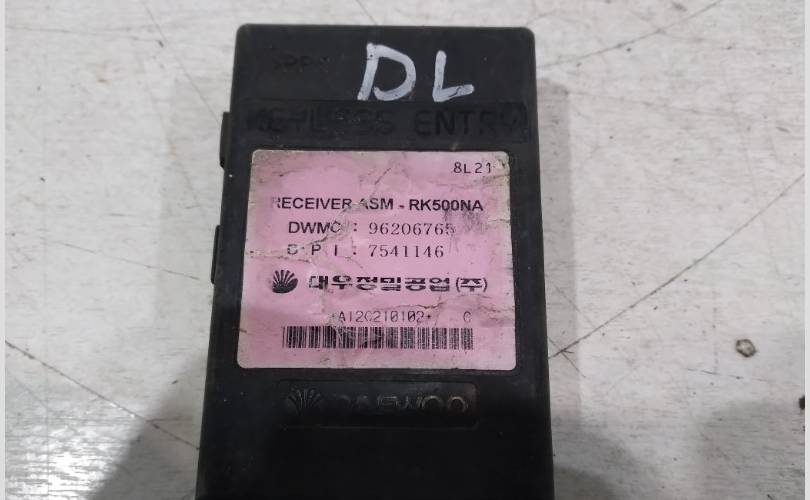 >PP<
DL
KEYLESS ENTRY
8L21
RECEIVER ASM - RK500NA
DWMC : 96206765
D P I : 7541146
대우정밀공업(주)
*A12C210102* C
DAEWOO